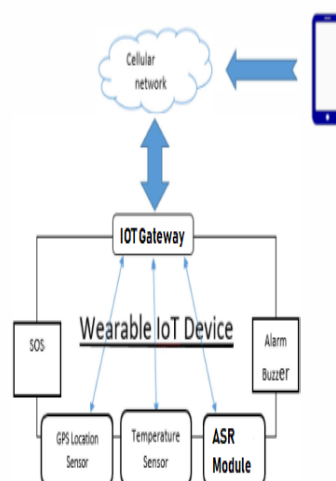 Cellular
network
IOT Gateway
SOS
Wearable IoT Device
Alarm
Buzzer
GPS Location
Sensor
Temperature
Sensor
ASR
Module